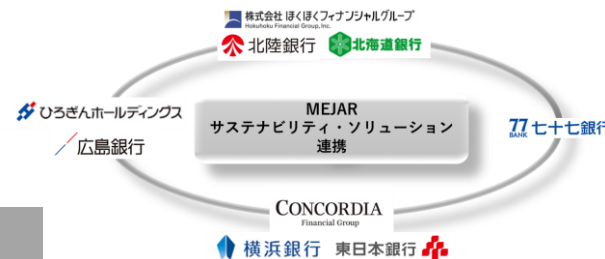 株式会社 ほくほくフィナンシャルグループ
Hokuhoku Financial Group, Inc.
北陸銀行 北海道銀行
ひろぎんホールディングス
広島銀行
MEJAR
サステナビリティ・ソリューション
連携
77 BANK 七十七銀行
CONCORDIA
Financial Group
横浜銀行 東日本銀行